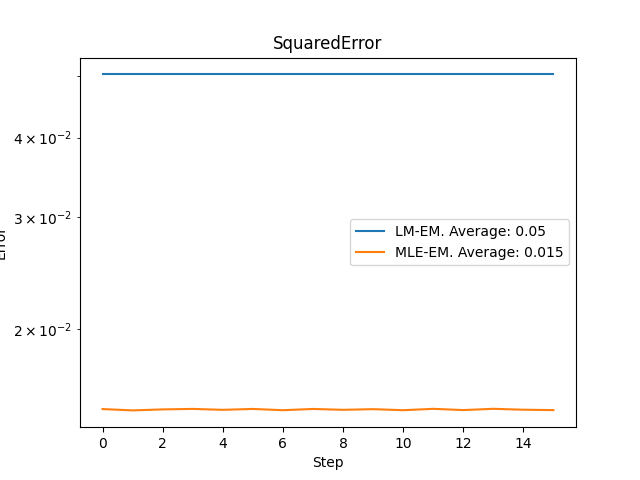 SquaredError
4 × 10⁻²
3 × 10⁻²
2 × 10⁻²
Error
LM-EM. Average: 0.05
MLE-EM. Average: 0.015
0 2 4 6 8 10 12 14
Step